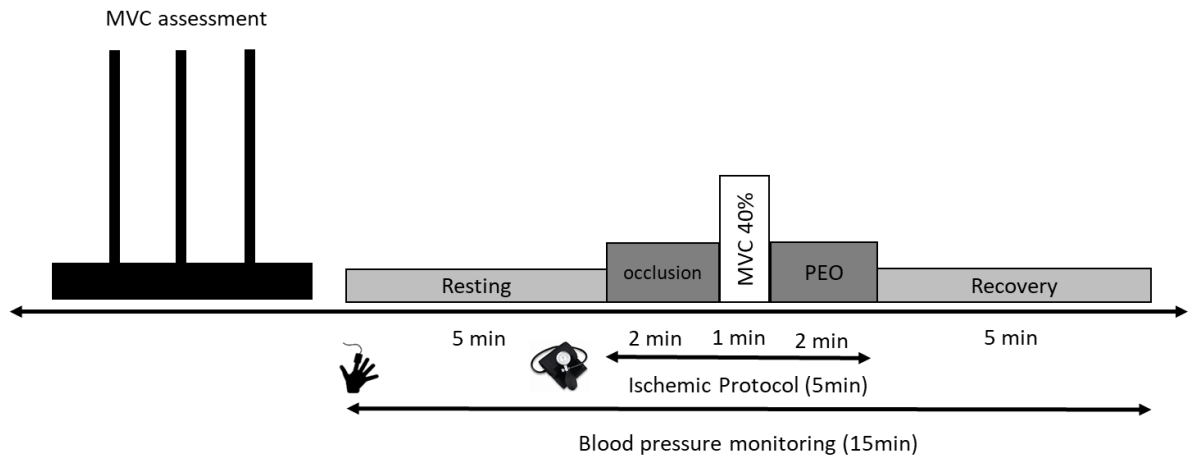 MVC assessment
MVC 40%
occlusion
PEO
Resting
Recovery
5 min
2 min
1 min
2 min
5 min
Ischemic Protocol (5min)
Blood pressure monitoring (15min)